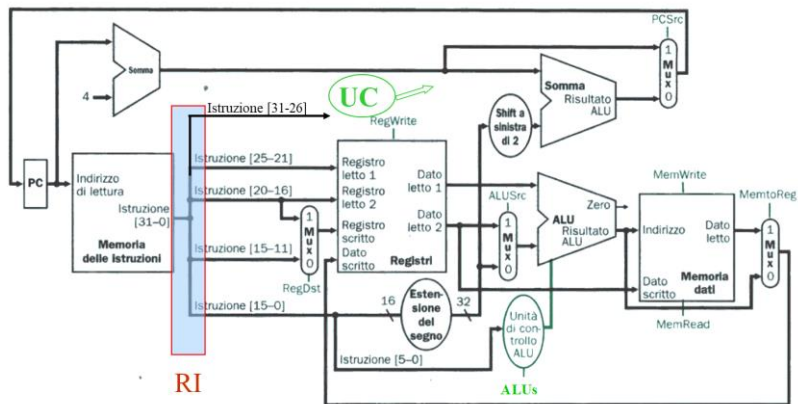 PCSrc
1
Mux
0
Somma
4
Somma
Risultato
ALU
Shift a
sinistra
di 2
UC
Istruzione [31-26]
RegWrite
PC
Indirizzo
di lettura
Istruzione
[31-0]
Memoria
delle istruzioni
Istruzione [25-21]
Istruzione [20-16]
Istruzione [15-11]
Istruzione [15-0]
1
Mux
0
RegDst
Registro
letto 1
Registro
letto 2
Registro
scritto
Dato
scritto
Dato
letto 1
Dato
letto 2
Registri
ALUSrc
1
Mux
0
Zero
ALU
Risultato
ALU
MemWrite
Indirizzo
Dato
letto
Dato
scritto
Memoria
dati
MemRead
MemtoReg
1
Mux
0
16
Esten-
sione
del
segno
32
Istruzione [5-0]
Unità
di con-
trollo
ALU
ALUs
RI